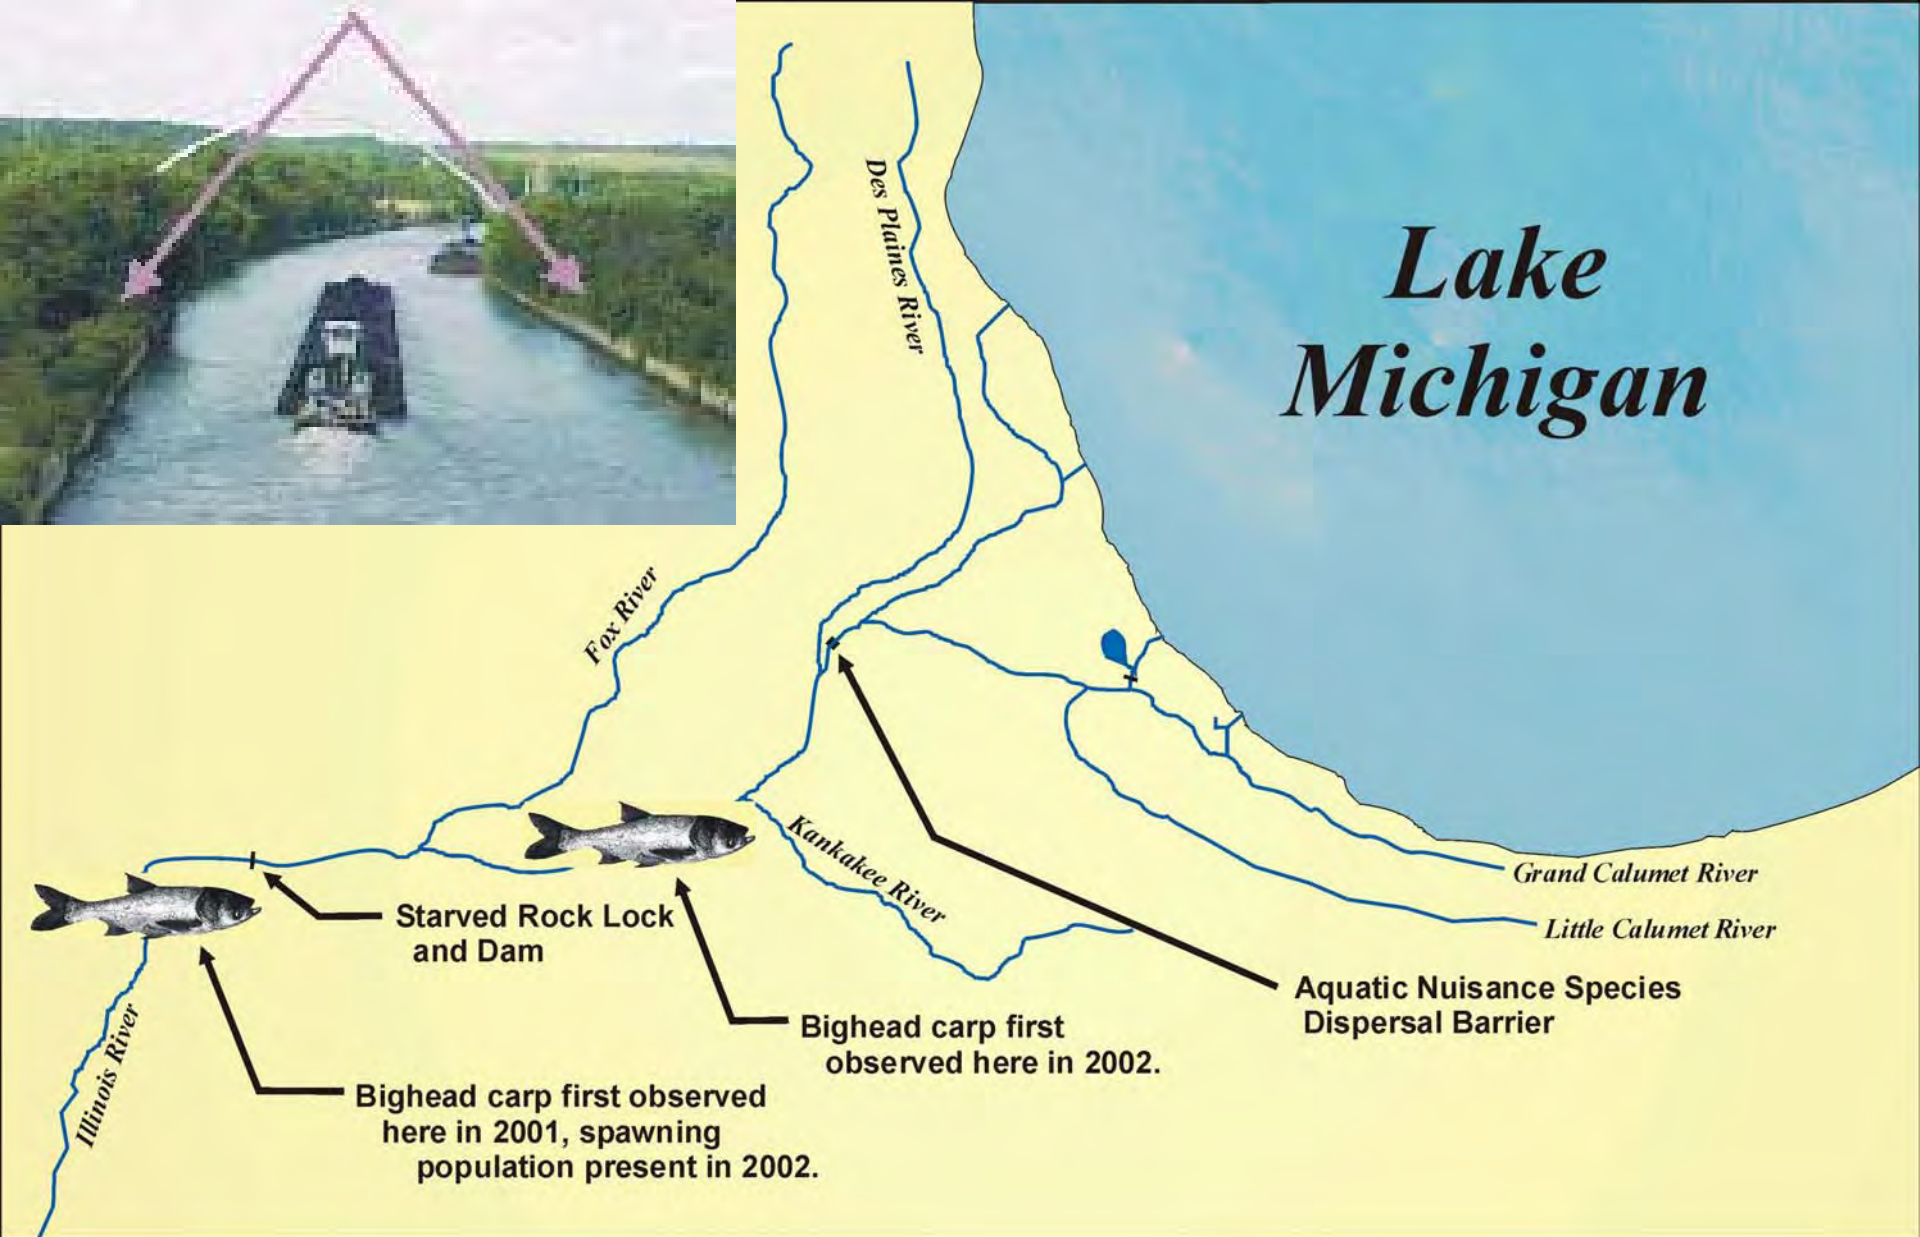 Des Plaines River
Lake
Michigan
Fox River
Kankakee River
Grand Calumet River
Little Calumet River
Starved Rock Lock
and Dam
Aquatic Nuisance Species
Dispersal Barrier
Bighead carp first
observed here in 2002.
Illinois River
Bighead carp first observed
here in 2001, spawning
population present in 2002.